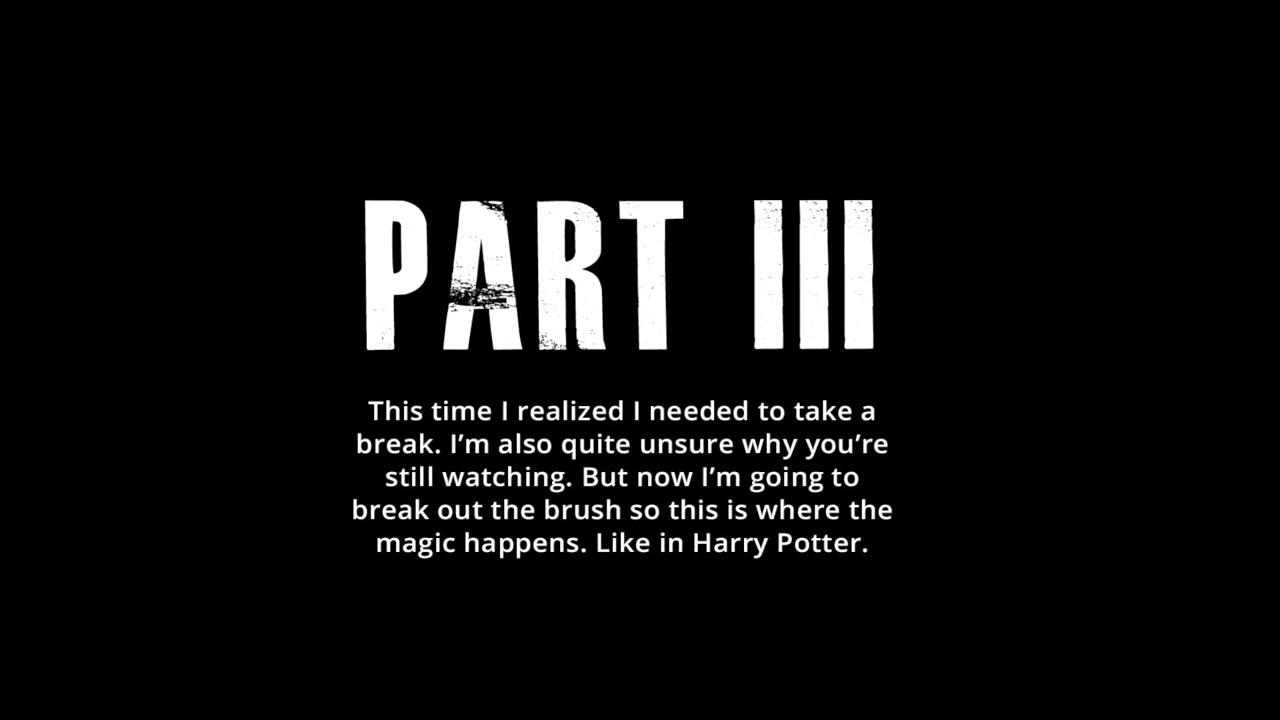 PART III
This time I realized I needed to take a
break. I’m also quite unsure why you’re
still watching. But now I’m going to
break out the brush so this is where the
magic happens. Like in Harry Potter.